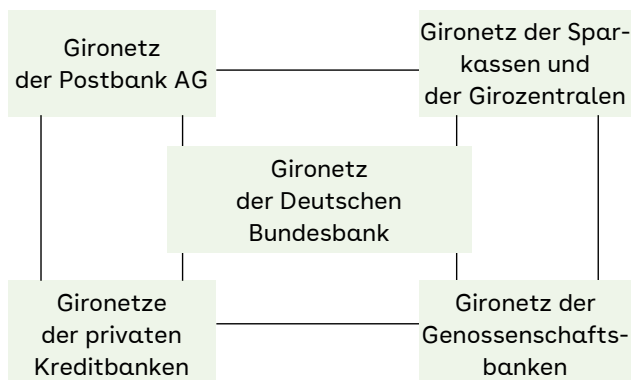 Gironetz
der Postbank AG
Gironetz der Spar-
kassen und
der Girozentralen
Gironetz
der Deutschen
Bundesbank
Gironetze
der privaten
Kreditbanken
Gironetz der
Genossenschafts-
banken